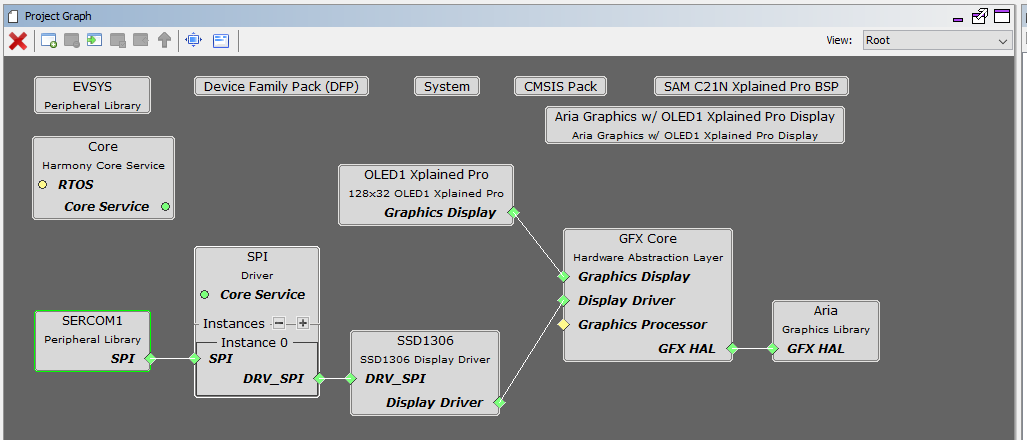 Project Graph
View:
Root
EVSYS
Peripheral Library
Device Family Pack (DFP)
System
CMSIS Pack
SAM C21N Xplained Pro BSP
Aria Graphics w/ OLED1 Xplained Pro Display
Aria Graphics w/ OLED1 Xplained Pro Display
Core
Harmony Core Service
RTOS
Core Service
OLED1 Xplained Pro
128x32 OLED1 Xplained Pro
Graphics Display
SPI
Driver
Core Service
Instances
Instance 0
SPI
DRV_SPI
GFX Core
Hardware Abstraction Layer
Graphics Display
Display Driver
Graphics Processor
GFX HAL
SERCOM1
Peripheral Library
SPI
SSD1306
SSD1306 Display Driver
DRV_SPI
Display Driver
Aria
Graphics Library
GFX HAL